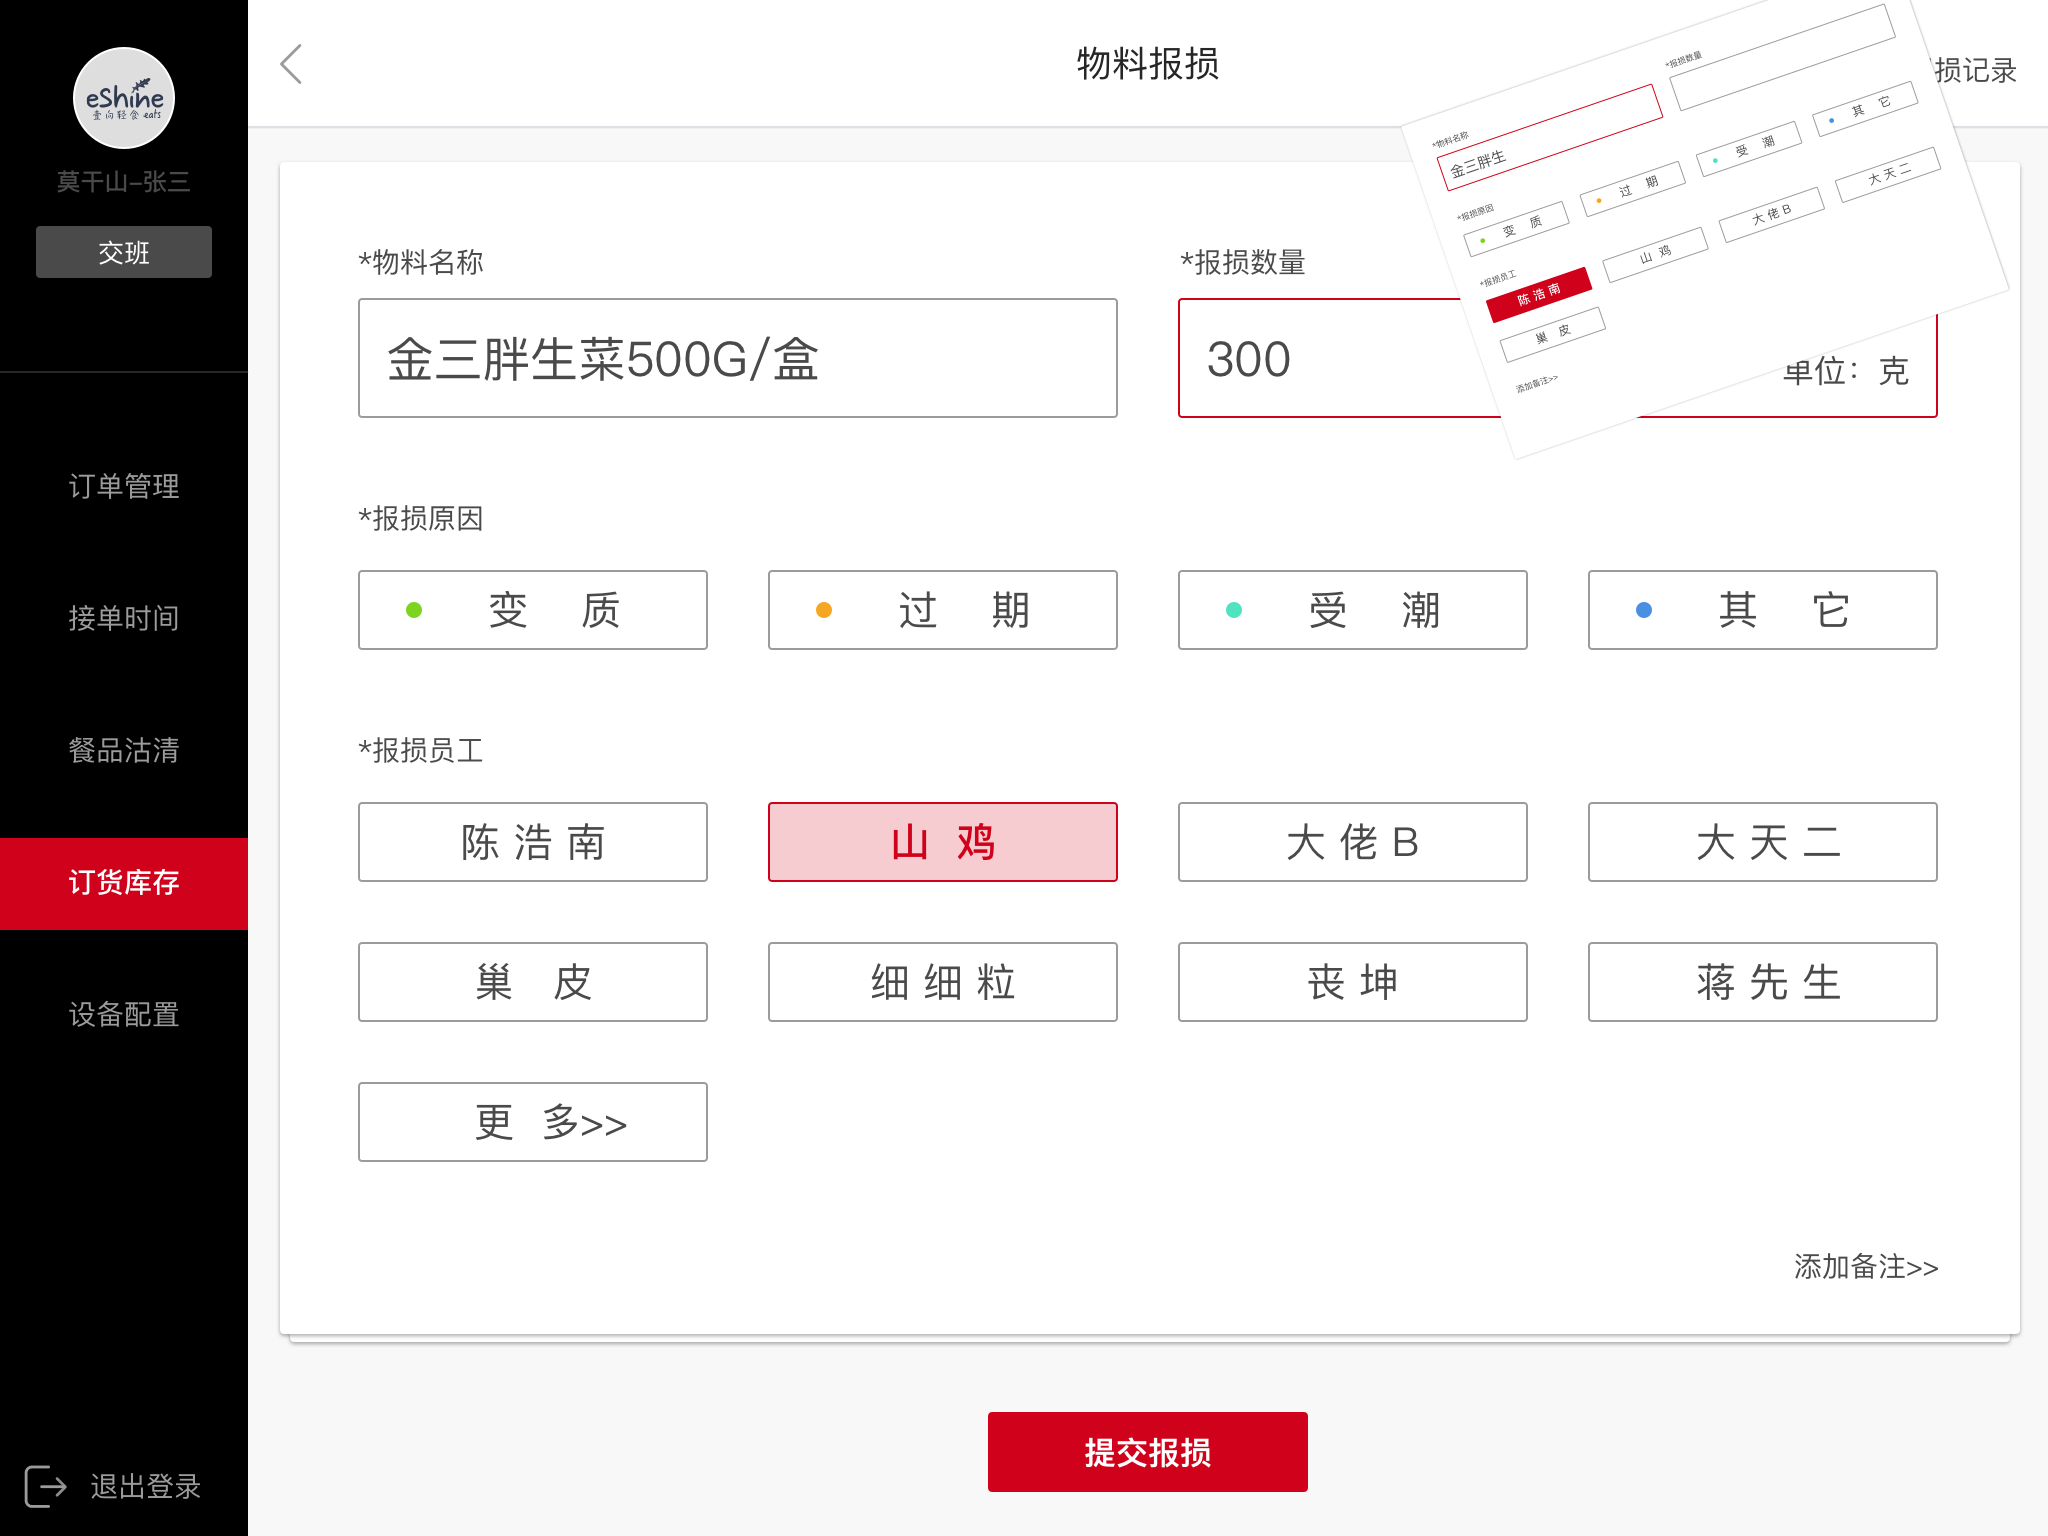 eShine
壹向轻食 eats
莫干山-张三
交班
订单管理
接单时间
餐品沽清
订货库存
设备配置
退出登录
物料报损
损记录
*物料名称
金三胖生菜500G/盒
*报损数量
300
单位：克
*报损原因
变 质
过 期
受 潮
其 它
*报损员工
陈 浩 南
山 鸡
大 佬 B
大 天 二
巢 皮
细 细 粒
丧 坤
蒋 先 生
更 多>>
添加备注>>
提交报损
*物料名称
金三胖生
*报损数量
*报损原因
变 质
过 期
受 潮
其 它
*报损员工
陈 浩 南
山 鸡
大 佬 B
大 天 二
巢 皮
添加备注>>